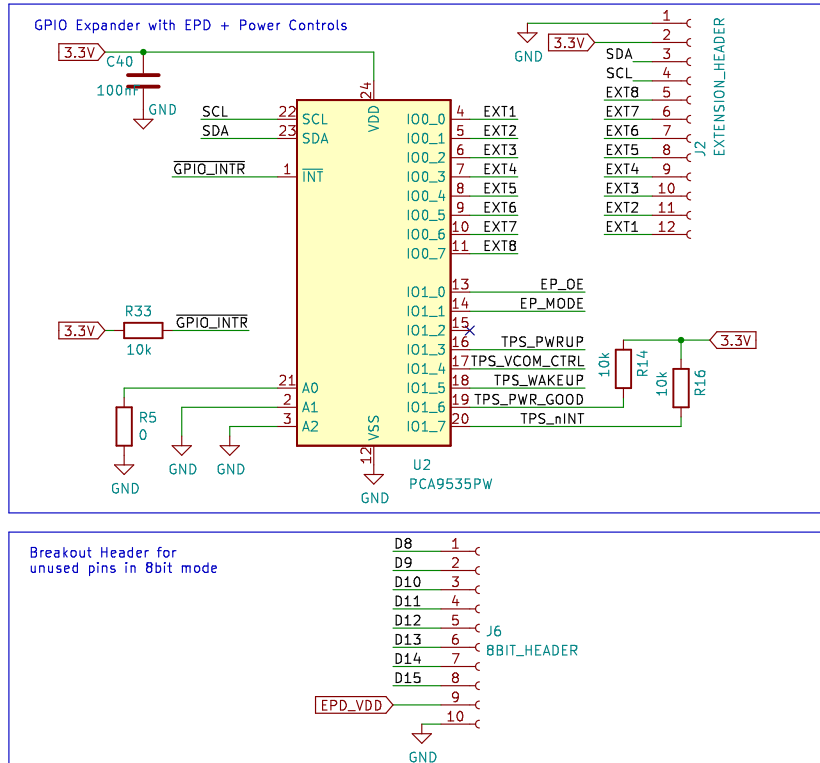 GPIO Expander with EPD + Power Controls
3.3V
C40
100nF
GND
24
VDD
SCL 22 SCL
SDA 23 SDA
GPIO_INTR 1 INT
3.3V
R33
10k
GPIO_INTR
21 A0
2 A1
3 A2
R5
0
GND
GND
GND
VSS
12
GND
U2
PCA9535PW
IO0_0 4 EXT1
IO0_1 5 EXT2
IO0_2 6 EXT3
IO0_3 7 EXT4
IO0_4 8 EXT5
IO0_5 9 EXT6
IO0_6 10 EXT7
IO0_7 11 EXT8
IO1_0 13 EP_OE
IO1_1 14 EP_MODE
IO1_2 15
IO1_3 16 TPS_PWRUP
IO1_4 17 TPS_VCOM_CTRL
IO1_5 18 TPS_WAKEUP
IO1_6 19 TPS_PWR_GOOD
IO1_7 20 TPS_nINT
10k
R14
10k
R16
3.3V
GND
3.3V
1
2
SDA 3
SCL 4
EXT8 5
EXT7 6
EXT6 7
EXT5 8
EXT4 9
EXT3 10
EXT2 11
EXT1 12
J2
EXTENSION_HEADER
Breakout Header for
unused pins in 8bit mode
D8 1
D9 2
D10 3
D11 4
D12 5
D13 6
D14 7
D15 8
EPD_VDD 9
10
GND
J6
8BIT_HEADER